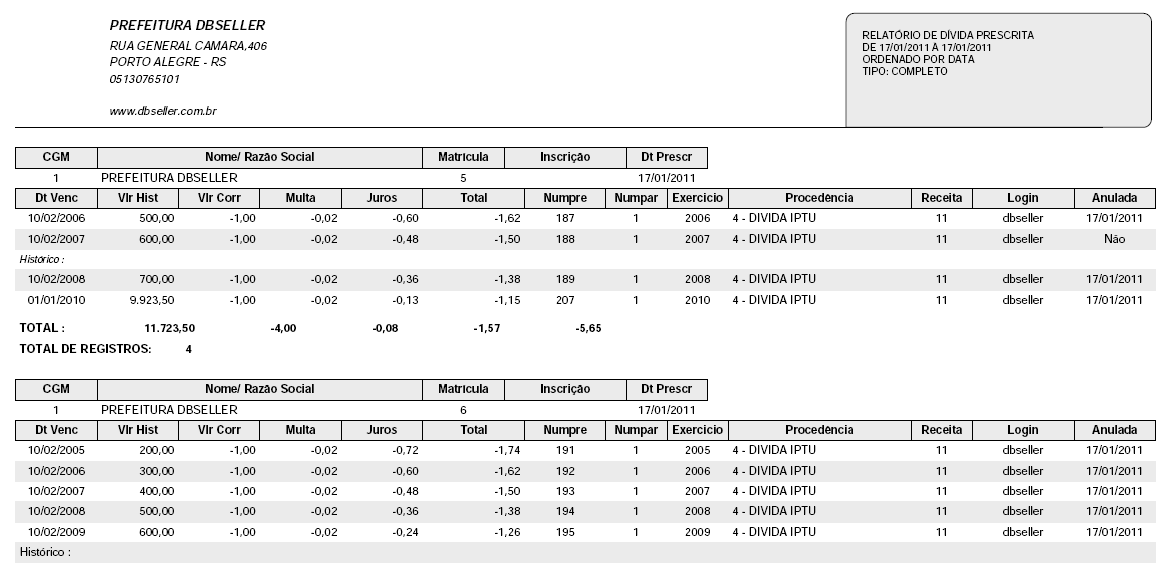 PREFEITURA DBSELLER
RUA GENERAL CAMARA,406
PORTO ALEGRE - RS
05130765101
www.dbseller.com.br
RELATÓRIO DE DÍVIDA PRESCRITA
DE 17/01/2011 A 17/01/2011
ORDENADO POR DATA
TIPO: COMPLETO
CGM Nome/ Razão Social Matrícula Inscrição Dt Prescr
1 PREFEITURA DBSELLER 5 17/01/2011
Dt Venc Vlr Hist Vlr Corr Multa Juros Total Numpre Numpar Exercicio Procedência Receita Login Anulada
10/02/2006 500,00 -1,00 -0,02 -0,60 -1,62 187 1 2006 4 - DIVIDA IPTU 11 dbseller 17/01/2011
10/02/2007 600,00 -1,00 -0,02 -0,48 -1,50 188 1 2007 4 - DIVIDA IPTU 11 dbseller Não
Histórico :
10/02/2008 700,00 -1,00 -0,02 -0,36 -1,38 189 1 2008 4 - DIVIDA IPTU 11 dbseller 17/01/2011
01/01/2010 9.923,50 -1,00 -0,02 -0,13 -1,15 207 1 2010 4 - DIVIDA IPTU 11 dbseller 17/01/2011
TOTAL : 11.723,50 -4,00 -0,08 -1,57 -5,65
TOTAL DE REGISTROS: 4
CGM Nome/ Razão Social Matrícula Inscrição Dt Prescr
1 PREFEITURA DBSELLER 6 17/01/2011
Dt Venc Vlr Hist Vlr Corr Multa Juros Total Numpre Numpar Exercicio Procedência Receita Login Anulada
10/02/2005 200,00 -1,00 -0,02 -0,72 -1,74 191 1 2005 4 - DIVIDA IPTU 11 dbseller 17/01/2011
10/02/2006 300,00 -1,00 -0,02 -0,60 -1,62 192 1 2006 4 - DIVIDA IPTU 11 dbseller 17/01/2011
10/02/2007 400,00 -1,00 -0,02 -0,48 -1,50 193 1 2007 4 - DIVIDA IPTU 11 dbseller 17/01/2011
10/02/2008 500,00 -1,00 -0,02 -0,36 -1,38 194 1 2008 4 - DIVIDA IPTU 11 dbseller 17/01/2011
10/02/2009 600,00 -1,00 -0,02 -0,24 -1,26 195 1 2009 4 - DIVIDA IPTU 11 dbseller 17/01/2011
Histórico :